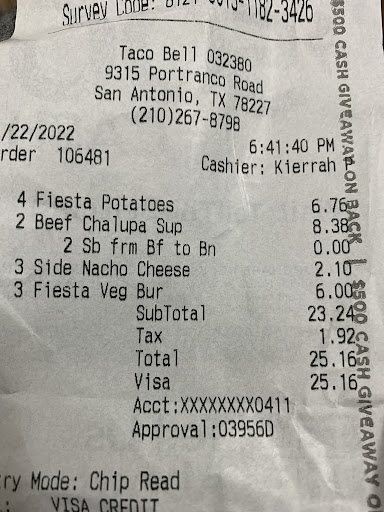 Survey Code:
Taco Bell 032380
9315 Portranco Road
San Antonio, TX 78227
(210)267-8798
/22/2022
6:41:40 PM
rder 106481
Cashier: Kierrah T
4 Fiesta Potatoes 6.76
2 Beef Chalupa Sup 8.38
2 Sb frm Bf to Bn 0.00
3 Side Nacho Cheese 2.10
3 Fiesta Veg Bur 6.00
SubTotal 23.24
Tax 1.92
Total 25.16
Visa 25.16
Acct:XXXXXXXX0411
Approval:03956D
ry Mode: Chip Read
VISA CREDIT
$500 CASH GIVEAWAY ON BACK | $500 CASH GIVEAWAY O